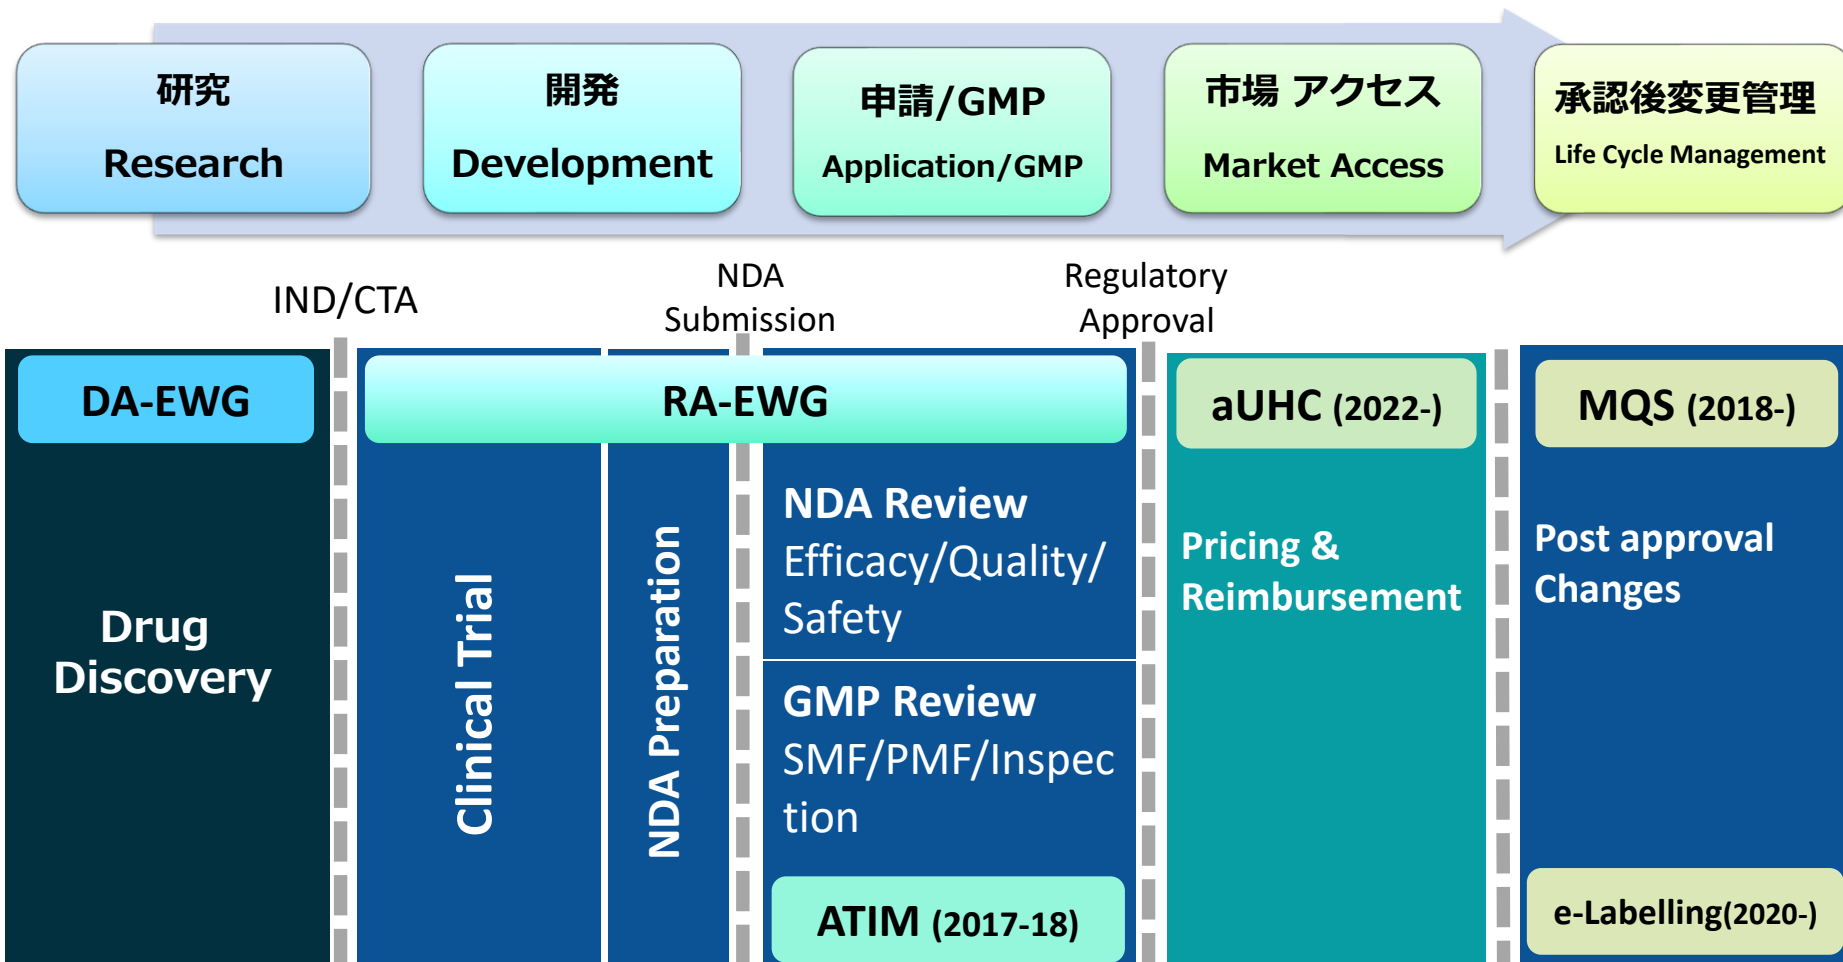 研究
Research
開発
Development
申請/GMP
Application/GMP
市場 アクセス
Market Access
承認後変更管理
Life Cycle Management
IND/CTA
NDA
Submission
Regulatory
Approval
DA-EWG
RA-EWG
aUHC (2022-)
MQS (2018-)
Drug
Discovery
Clinical Trial
NDA Preparation
NDA Review
Efficacy/Quality/
Safety
GMP Review
SMF/PMF/Inspec
tion
ATIM (2017-18)
Pricing &
Reimbursement
Post approval
Changes
e-Labelling(2020-)